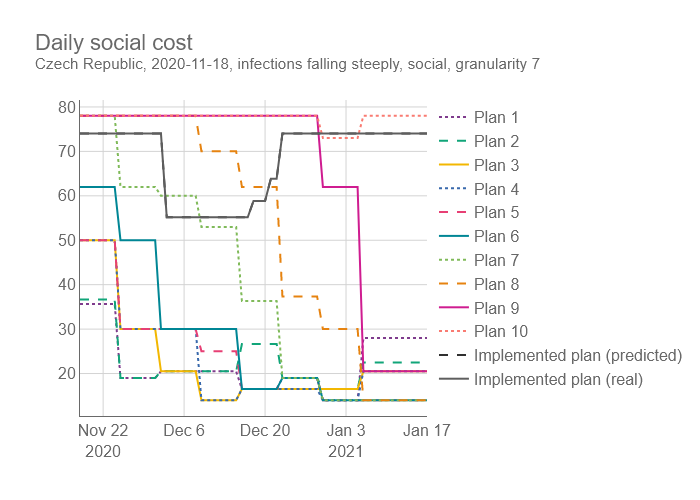 Daily social cost
Czech Republic, 2020-11-18, infections falling steeply, social, granularity 7
80
70
60
50
40
30
20
Nov 22
2020
Dec 6
Dec 20
Jan 3
2021
Jan 17
Plan 1
Plan 2
Plan 3
Plan 4
Plan 5
Plan 6
Plan 7
Plan 8
Plan 9
Plan 10
Implemented plan (predicted)
Implemented plan (real)